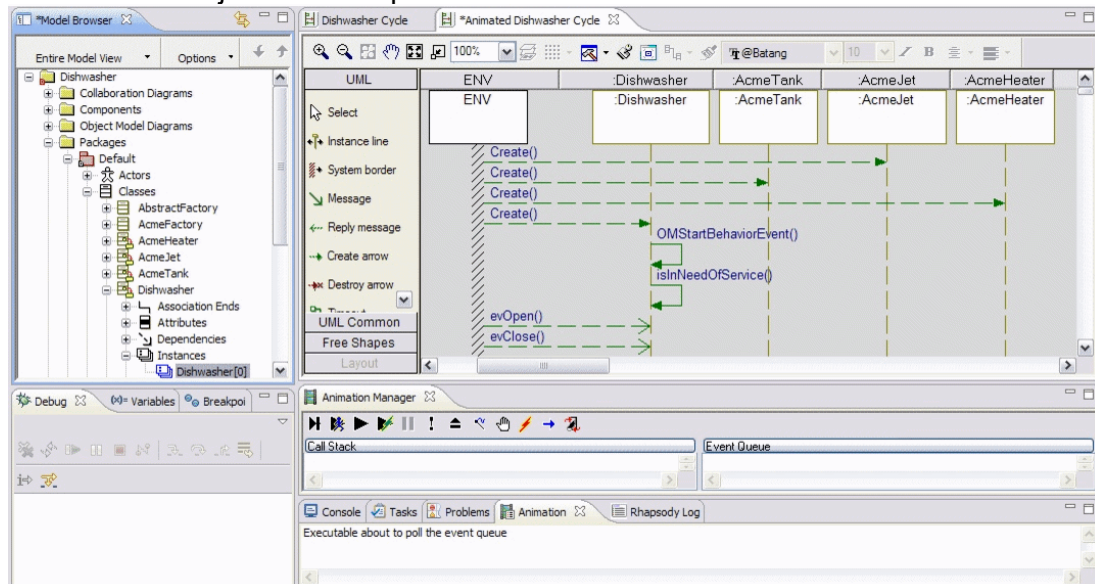 *Model Browser
Entire Model View
Options
Dishwasher
Collaboration Diagrams
Components
Object Model Diagrams
Packages
Default
Actors
Classes
AbstractFactory
AcmeFactory
AcmeHeater
AcmeJet
AcmeTank
Dishwasher
Association Ends
Attributes
Dependencies
Instances
Dishwasher[0]
Dishwasher Cycle
*Animated Dishwasher Cycle
100%
@Batang
10
I B
UML
Select
Instance line
System border
Message
Reply message
Create arrow
Destroy arrow
UML Common
Free Shapes
Layout
ENV :Dishwasher :AcmeTank :AcmeJet :AcmeHeater
ENV :Dishwasher :AcmeTank :AcmeJet :AcmeHeater
Create()
Create()
Create()
Create()
OMStartBehaviorEvent()
isInNeedOfService()
evOpen()
evClose()
Debug
(x)= Variables
Breakpoi
Animation Manager
Call Stack
Event Queue
Console
Tasks
Problems
Animation
Rhapsody Log
Executable about to poll the event queue